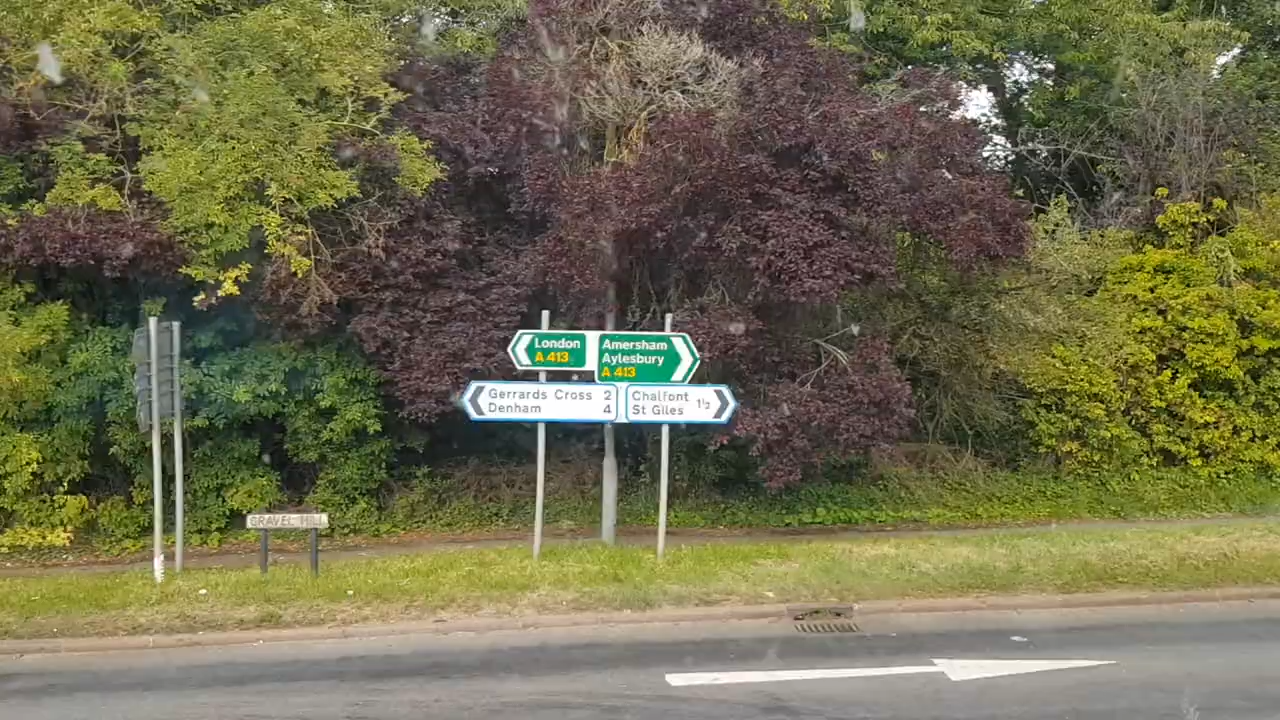 London
A 413
Amersham
Aylesbury
A 413
Gerrards Cross 2
Denham 4
Chalfont
St Giles 1½
GRAVEL HILL